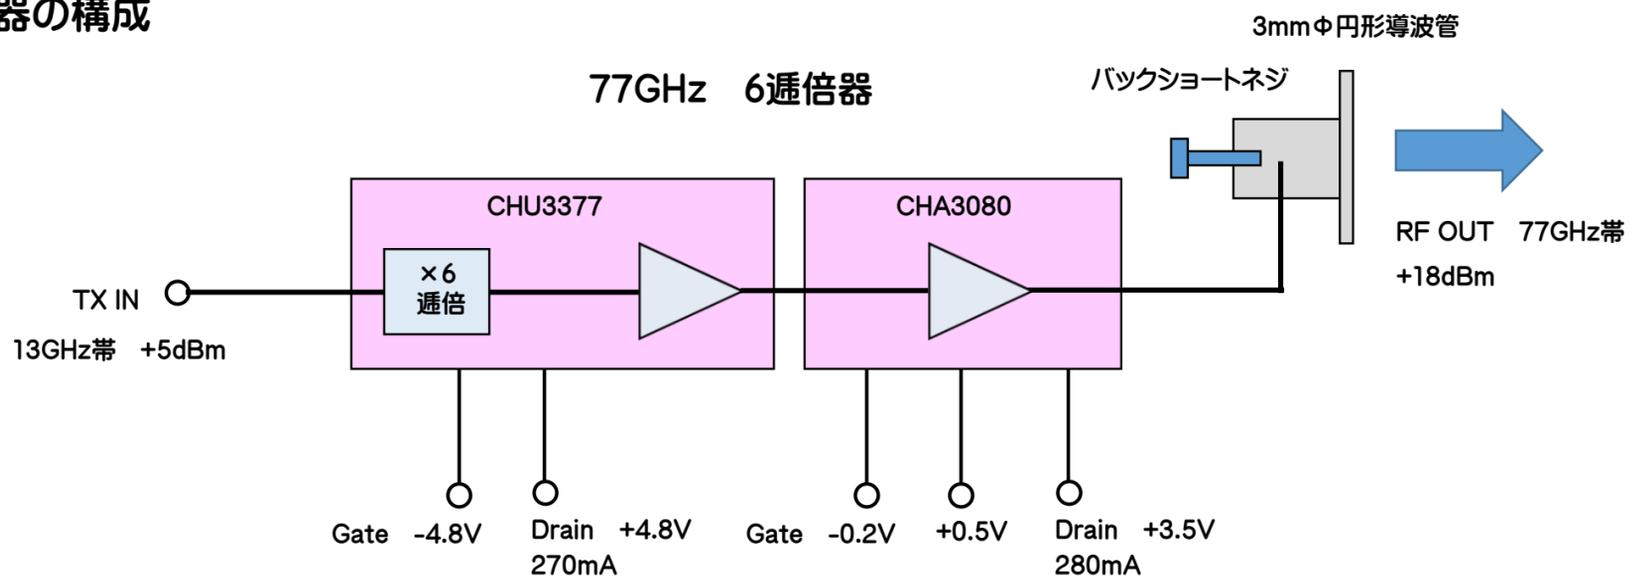 器の構成
3mmΦ円形導波管
バックショートネジ
77GHz　6逓倍器
CHU3377
CHA3080
×6
逓倍
RF OUT　77GHz帯
+18dBm
TX IN
13GHz帯　+5dBm
Gate　-4.8V
Drain　+4.8V
270mA
Gate　-0.2V
+0.5V
Drain　+3.5V
280mA